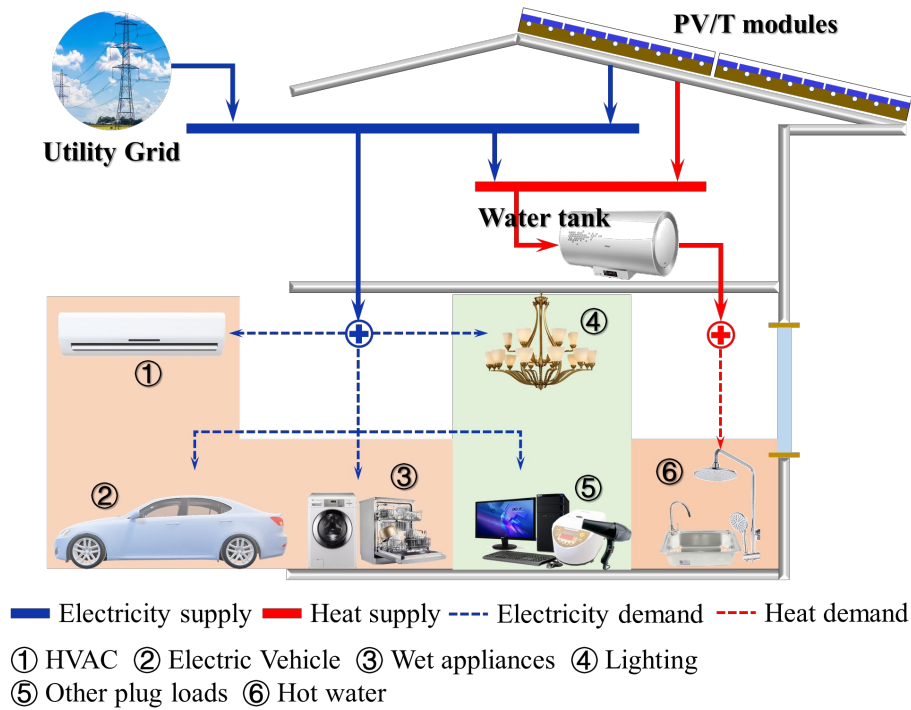 PV/T modules
Utility Grid
Water tank
①
④
②
③
⑤
⑥
Electricity supply Heat supply Electricity demand Heat demand
① HVAC ② Electric Vehicle ③ Wet appliances ④ Lighting
⑤ Other plug loads ⑥ Hot water